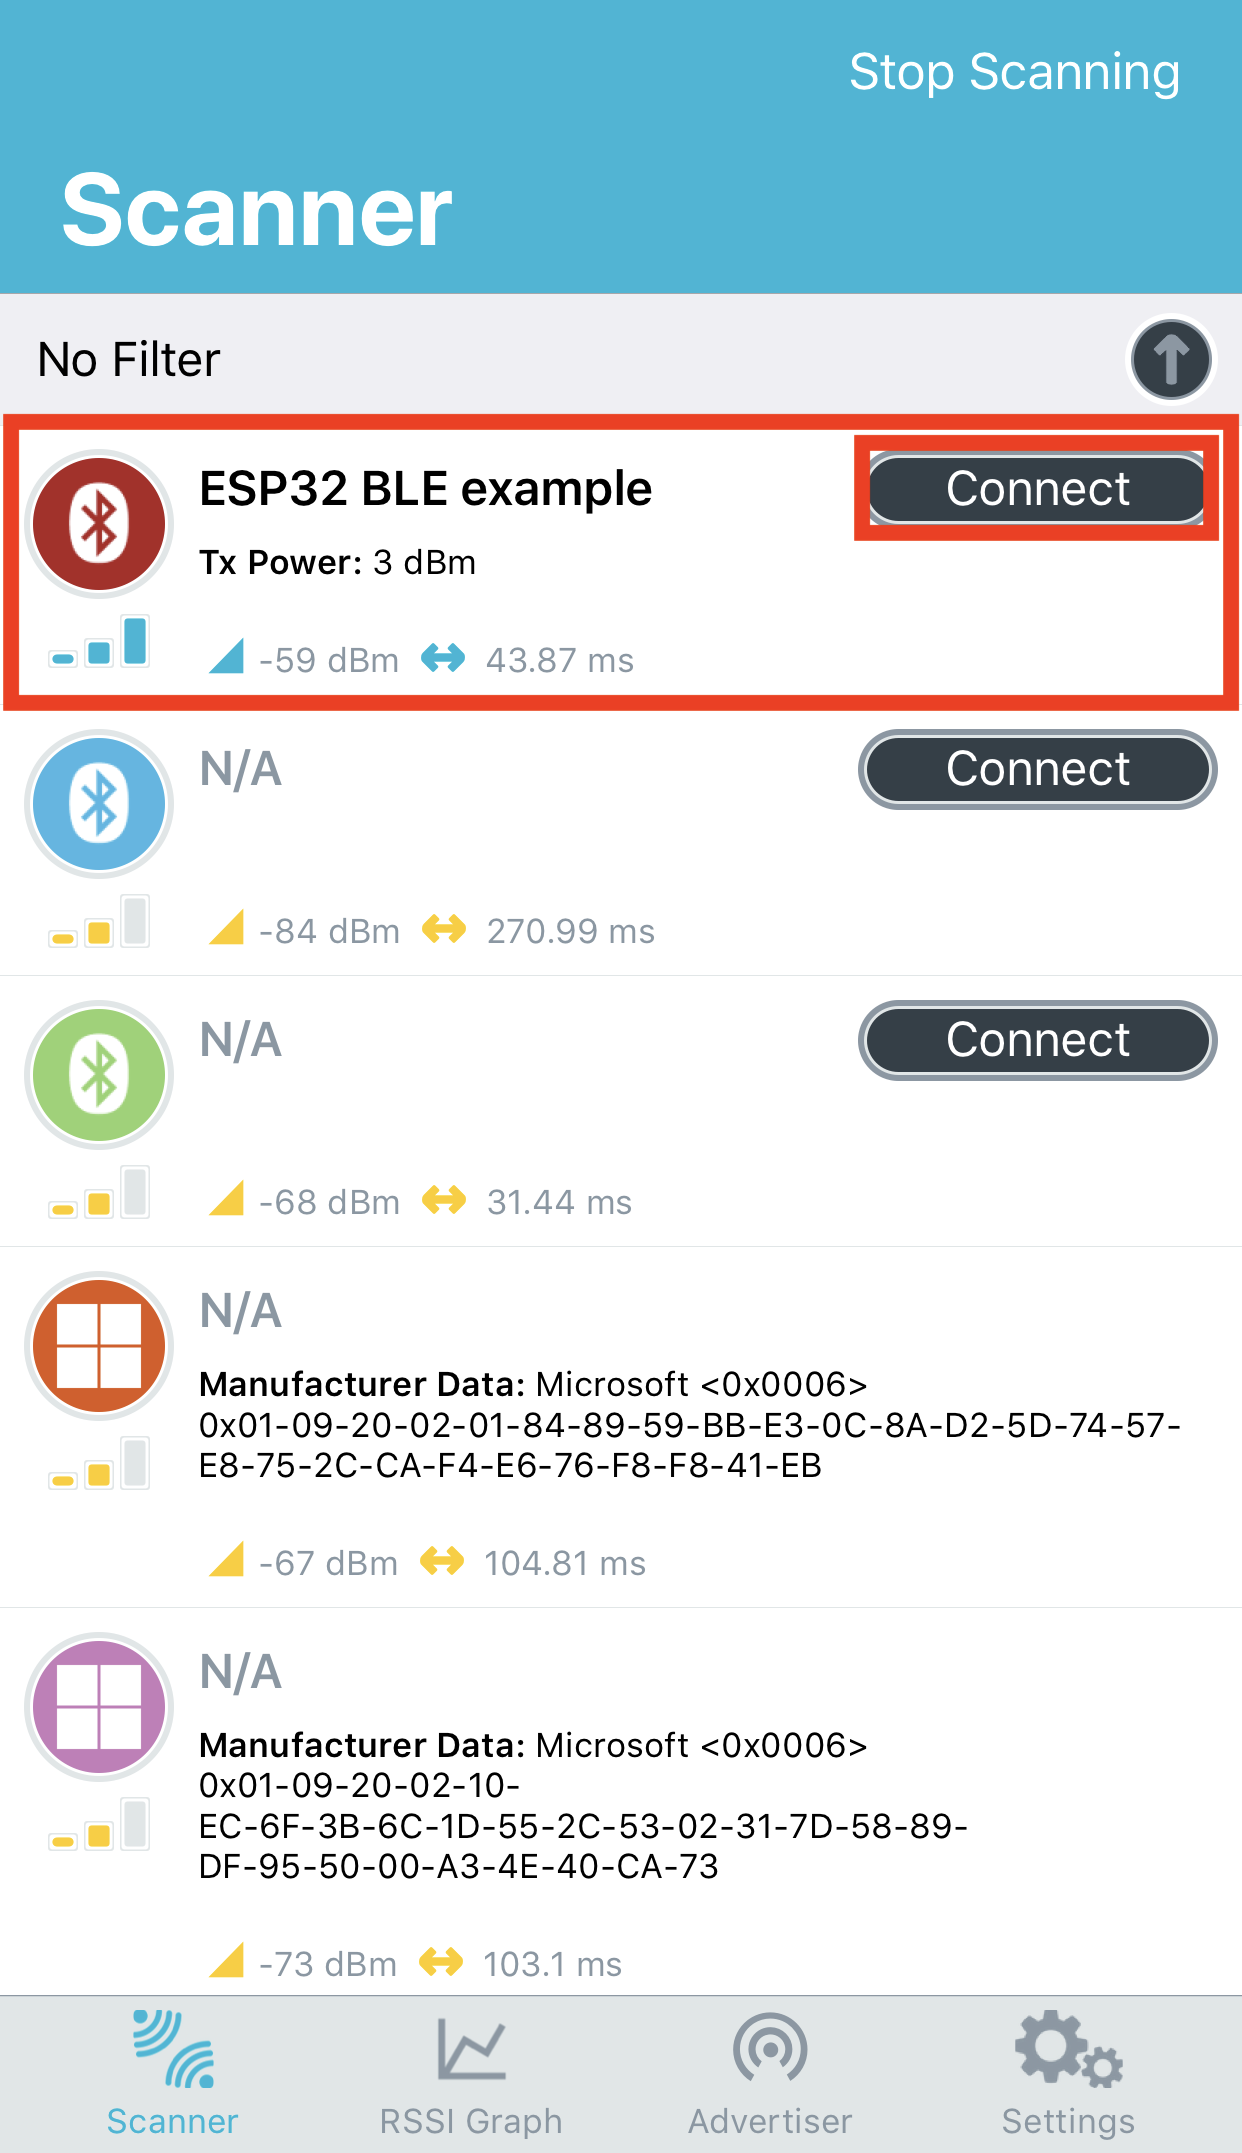 Stop Scanning
Scanner
No Filter
ESP32 BLE example
Connect
Tx Power: 3 dBm
-59 dBm 43.87 ms
N/A
Connect
-84 dBm 270.99 ms
N/A
Connect
-68 dBm 31.44 ms
N/A
Manufacturer Data: Microsoft <0x0006>
0x01-09-20-02-01-84-89-59-BB-E3-0C-8A-D2-5D-74-57-
E8-75-2C-CA-F4-E6-76-F8-F8-41-EB
-67 dBm 104.81 ms
N/A
Manufacturer Data: Microsoft <0x0006>
0x01-09-20-02-10-
EC-6F-3B-6C-1D-55-2C-53-02-31-7D-58-89-
DF-95-50-00-A3-4E-40-CA-73
-73 dBm 103.1 ms
Scanner RSSI Graph Advertiser Settings